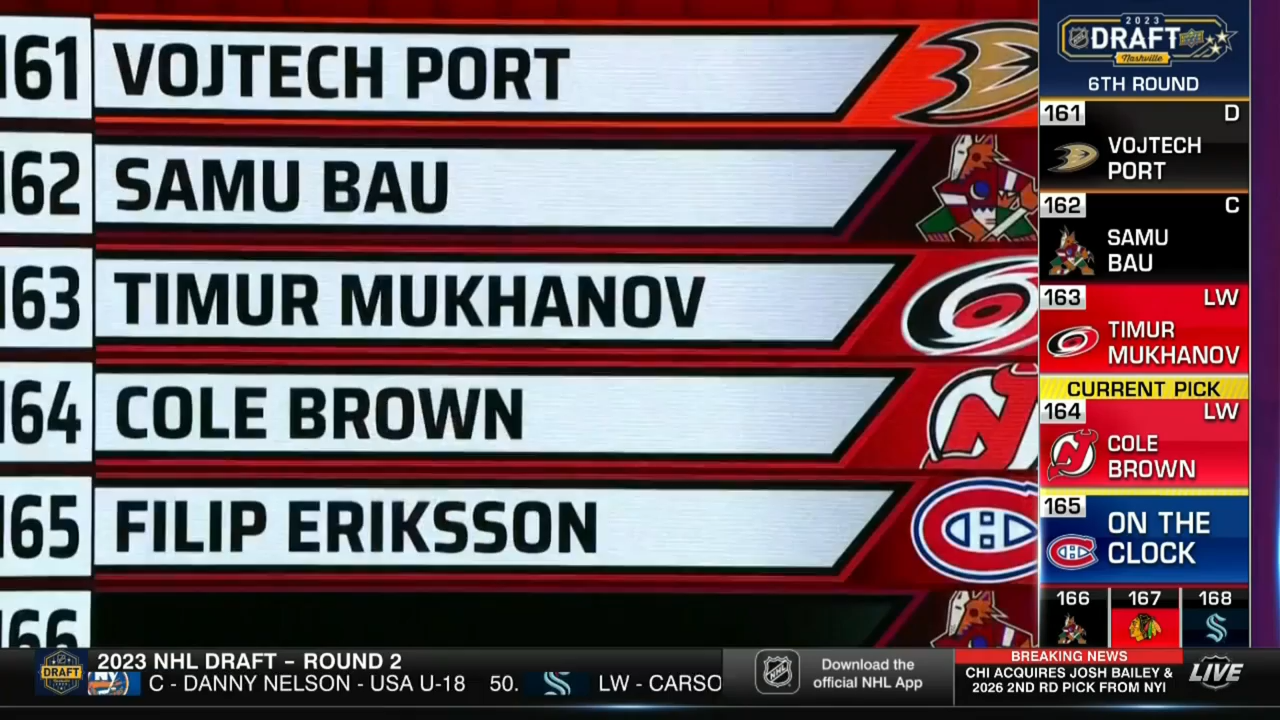 161 VOJTECH PORT
162 SAMU BAU
163 TIMUR MUKHANOV
164 COLE BROWN
165 FILIP ERIKSSON
166
2023
NHL DRAFT
Nashville
6TH ROUND
161 D
VOJTECH
PORT
162 C
SAMU
BAU
163 LW
TIMUR
MUKHANOV
CURRENT PICK
164 LW
COLE
BROWN
165
ON THE
CLOCK
166 167 168
DRAFT
2023 NHL DRAFT – ROUND 2
C - DANNY NELSON - USA U-18 50. LW - CARSO
NHL
Download the
official NHL App
BREAKING NEWS
CHI ACQUIRES JOSH BAILEY &
2026 2ND RD PICK FROM NYI
LIVE